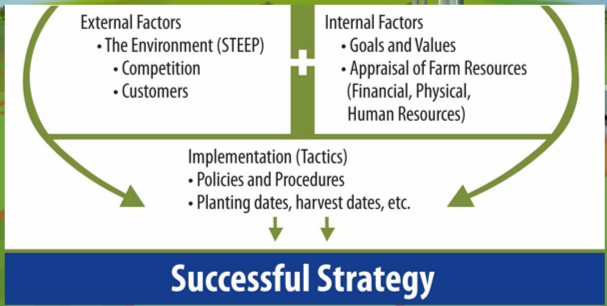 External Factors
• The Environment (STEEP)
• Competition
• Customers
+
Internal Factors
• Goals and Values
• Appraisal of Farm Resources
(Financial, Physical,
Human Resources)
Implementation (Tactics)
• Policies and Procedures
• Planting dates, harvest dates, etc.
Successful Strategy